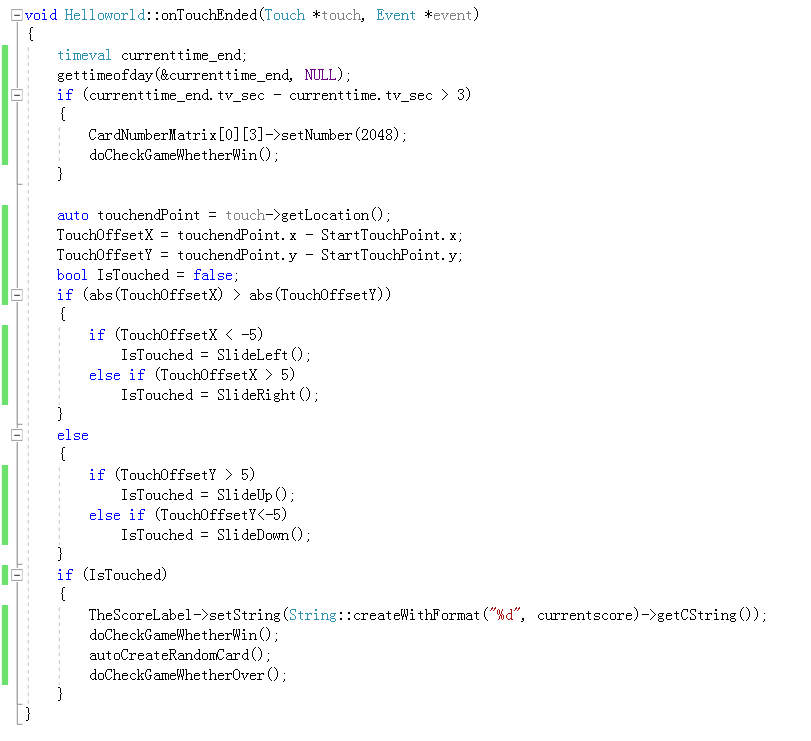 void Helloworld::onTouchEnded(Touch *touch, Event *event)
{
    timeval currenttime_end;
    gettimeofday(&currenttime_end, NULL);
    if (currenttime_end.tv_sec - currenttime.tv_sec > 3)
    {
        CardNumberMatrix[0][3]->setNumber(2048);
        doCheckGameWhetherWin();
    }

    auto touchendPoint = touch->getLocation();
    TouchOffsetX = touchendPoint.x - StartTouchPoint.x;
    TouchOffsetY = touchendPoint.y - StartTouchPoint.y;
    bool IsTouched = false;
    if (abs(TouchOffsetX) > abs(TouchOffsetY))
    {
        if (TouchOffsetX < -5)
            IsTouched = SlideLeft();
        else if (TouchOffsetX > 5)
            IsTouched = SlideRight();
    }
    else
    {
        if (TouchOffsetY > 5)
            IsTouched = SlideUp();
        else if (TouchOffsetY<-5)
            IsTouched = SlideDown();
    }
    if (IsTouched)
    {
        TheScoreLabel->setString(String::createWithFormat("%d", currentscore)->getCString());
        doCheckGameWhetherWin();
        autoCreateRandomCard();
        doCheckGameWhetherOver();
    }
}